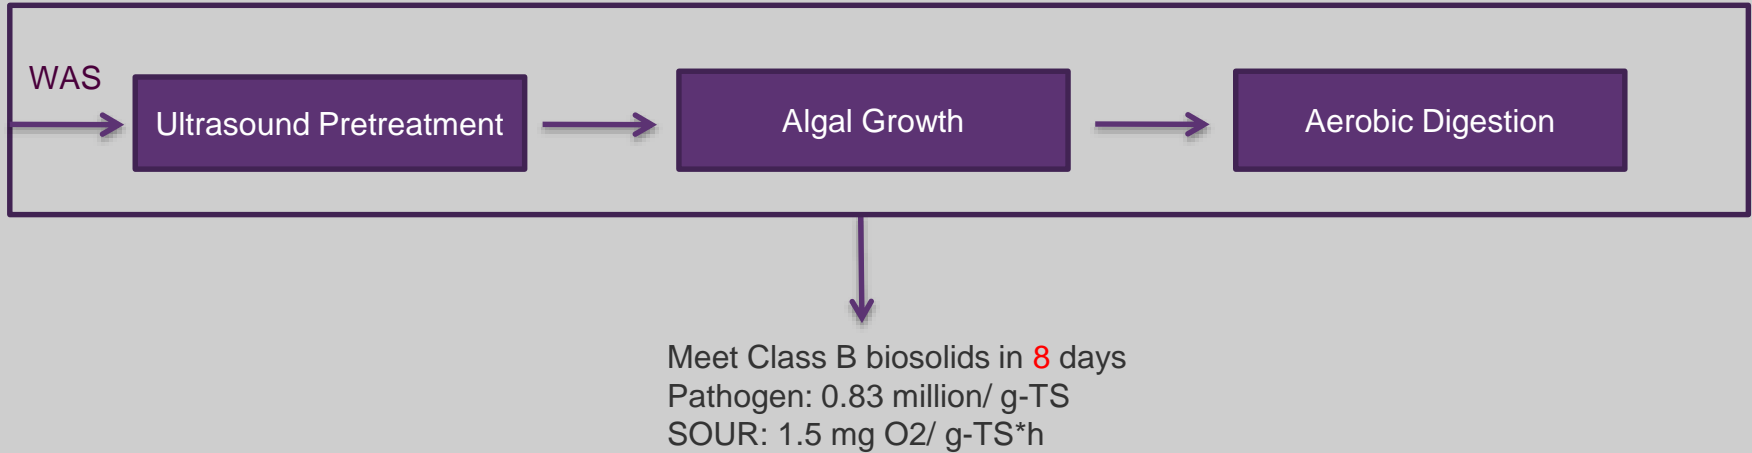 WAS
Ultrasound Pretreatment
Algal Growth
Aerobic Digestion
Meet Class B biosolids in 8 days
Pathogen: 0.83 million/ g-TS
SOUR: 1.5 mg O2/ g-TS*h